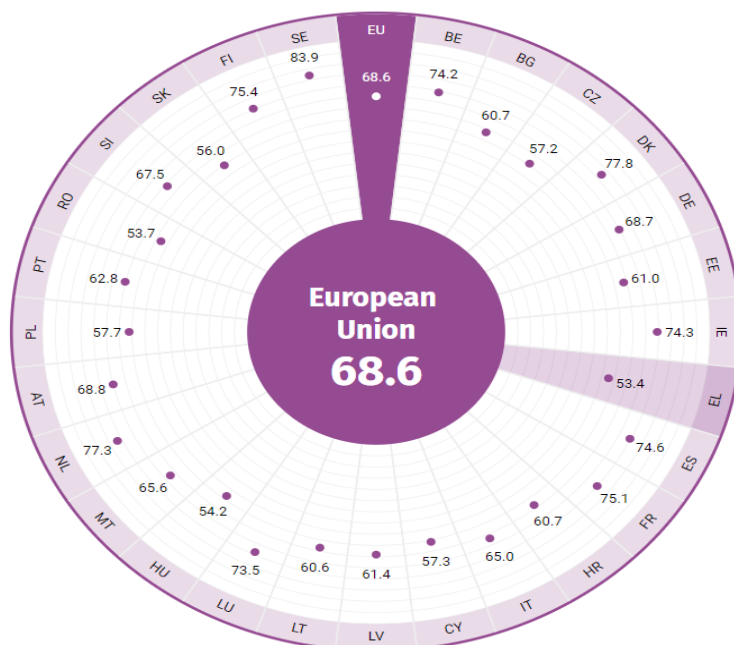 EU
68.6
BE
74.2
BG
60.7
CZ
57.2
DK
77.8
DE
68.7
EE
61.0
IE
74.3
EL
53.4
ES
74.6
FR
75.1
HR
60.7
IT
65.0
CY
57.3
LV
61.4
LT
60.6
LU
73.5
HU
54.2
MT
65.6
NL
77.3
AT
68.8
PL
57.7
PT
62.8
RO
53.7
SI
67.5
SK
56.0
FI
75.4
SE
83.9
European
Union
68.6